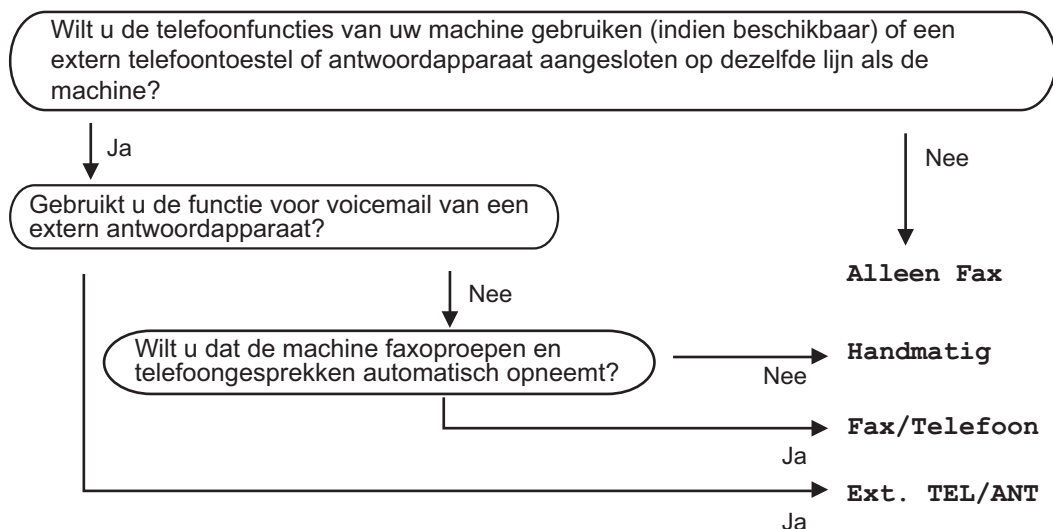 Wilt u de telefoonfuncties van uw machine gebruiken (indien beschikbaar) of een
extern telefoontoestel of antwoordapparaat aangesloten op dezelfde lijn als de
machine?
Ja
Nee
Gebruikt u de functie voor voicemail van een
extern antwoordapparaat?
Alleen Fax
Nee
Wilt u dat de machine faxoproepen en
telefoongesprekken automatisch opneemt?
Handmatig
Nee
Fax/Telefoon
Ja
Ext. TEL/ANT
Ja